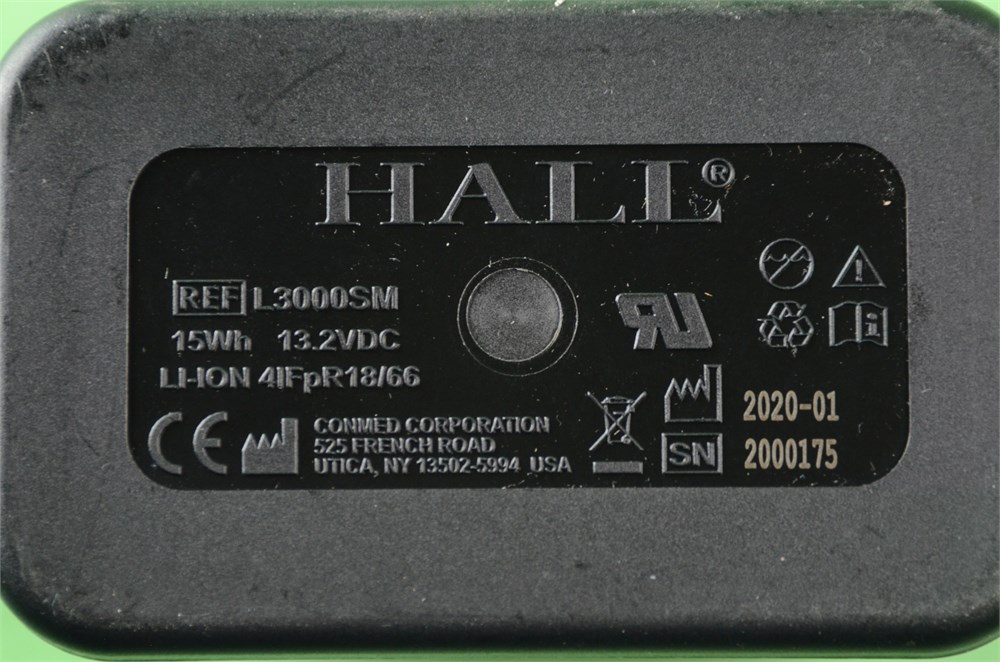 HALL®
REF L3000SM
15Wh 13.2VDC
LI-ION 4IFpR18/66
CE
CONMED CORPORATION
525 FRENCH ROAD
UTICA, NY 13502-5994 USA
2020-01
SN 2000175